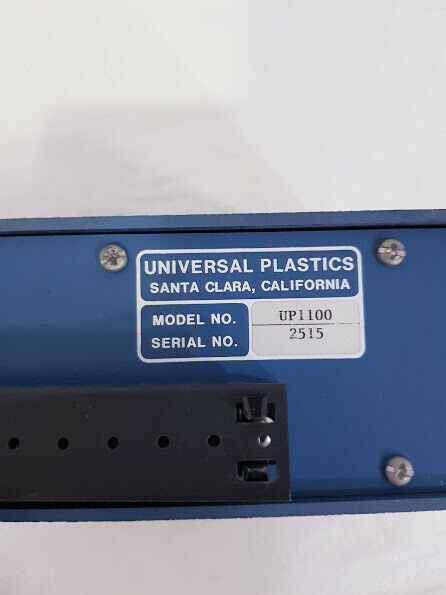 UNIVERSAL PLASTICS
SANTA CLARA, CALIFORNIA
MODEL NO. UP1100
SERIAL NO. 2515